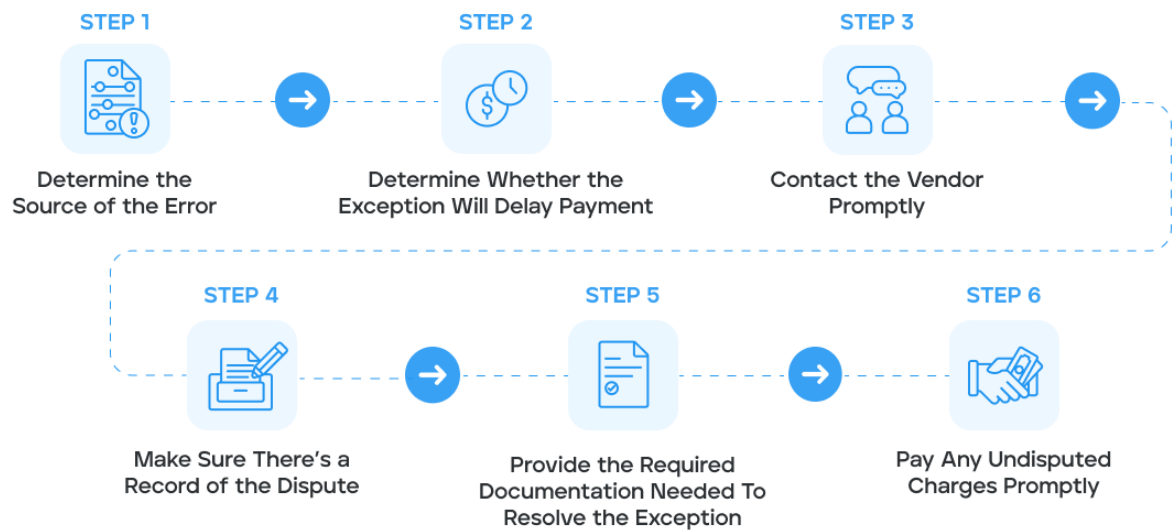 STEP 1
Determine the
Source of the Error
STEP 2
Determine Whether the
Exception Will Delay Payment
STEP 3
Contact the Vendor
Promptly
STEP 4
Make Sure There's a
Record of the Dispute
STEP 5
Provide the Required
Documentation Needed To
Resolve the Exception
STEP 6
Pay Any Undisputed
Charges Promptly